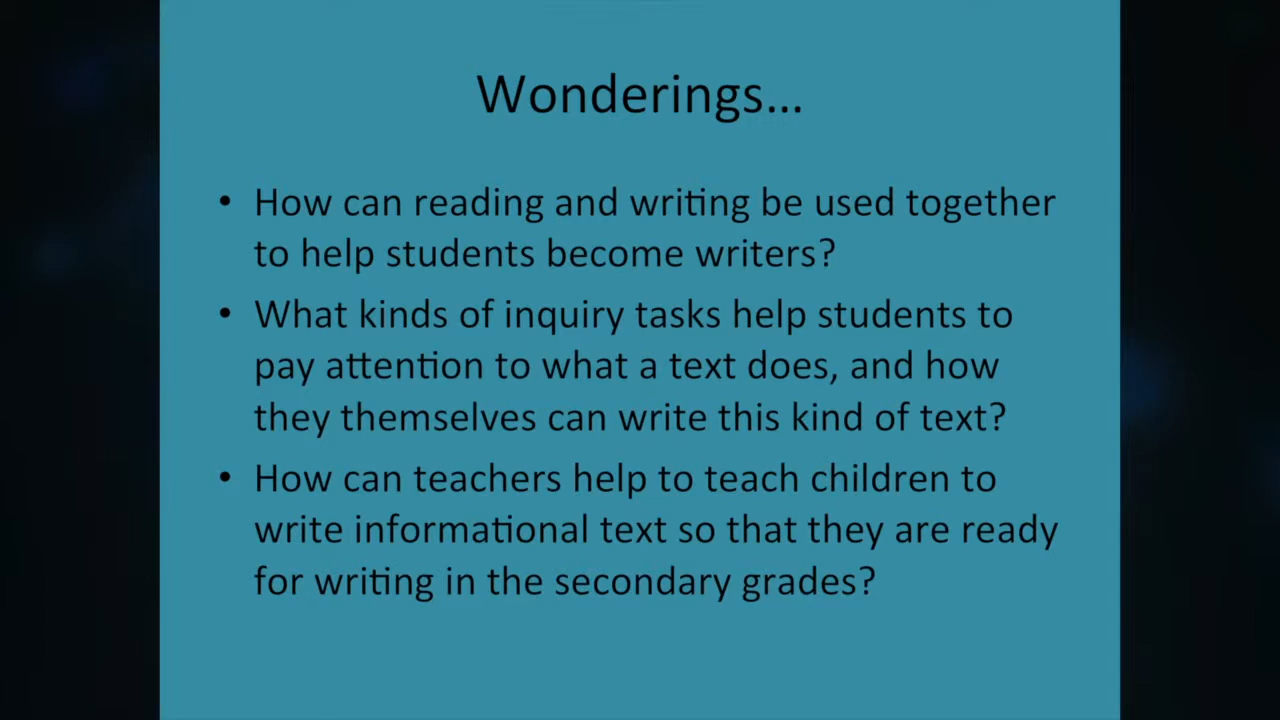 Wonderings...
• How can reading and writing be used together
to help students become writers?
• What kinds of inquiry tasks help students to
pay attention to what a text does, and how
they themselves can write this kind of text?
• How can teachers help to teach children to
write informational text so that they are ready
for writing in the secondary grades?